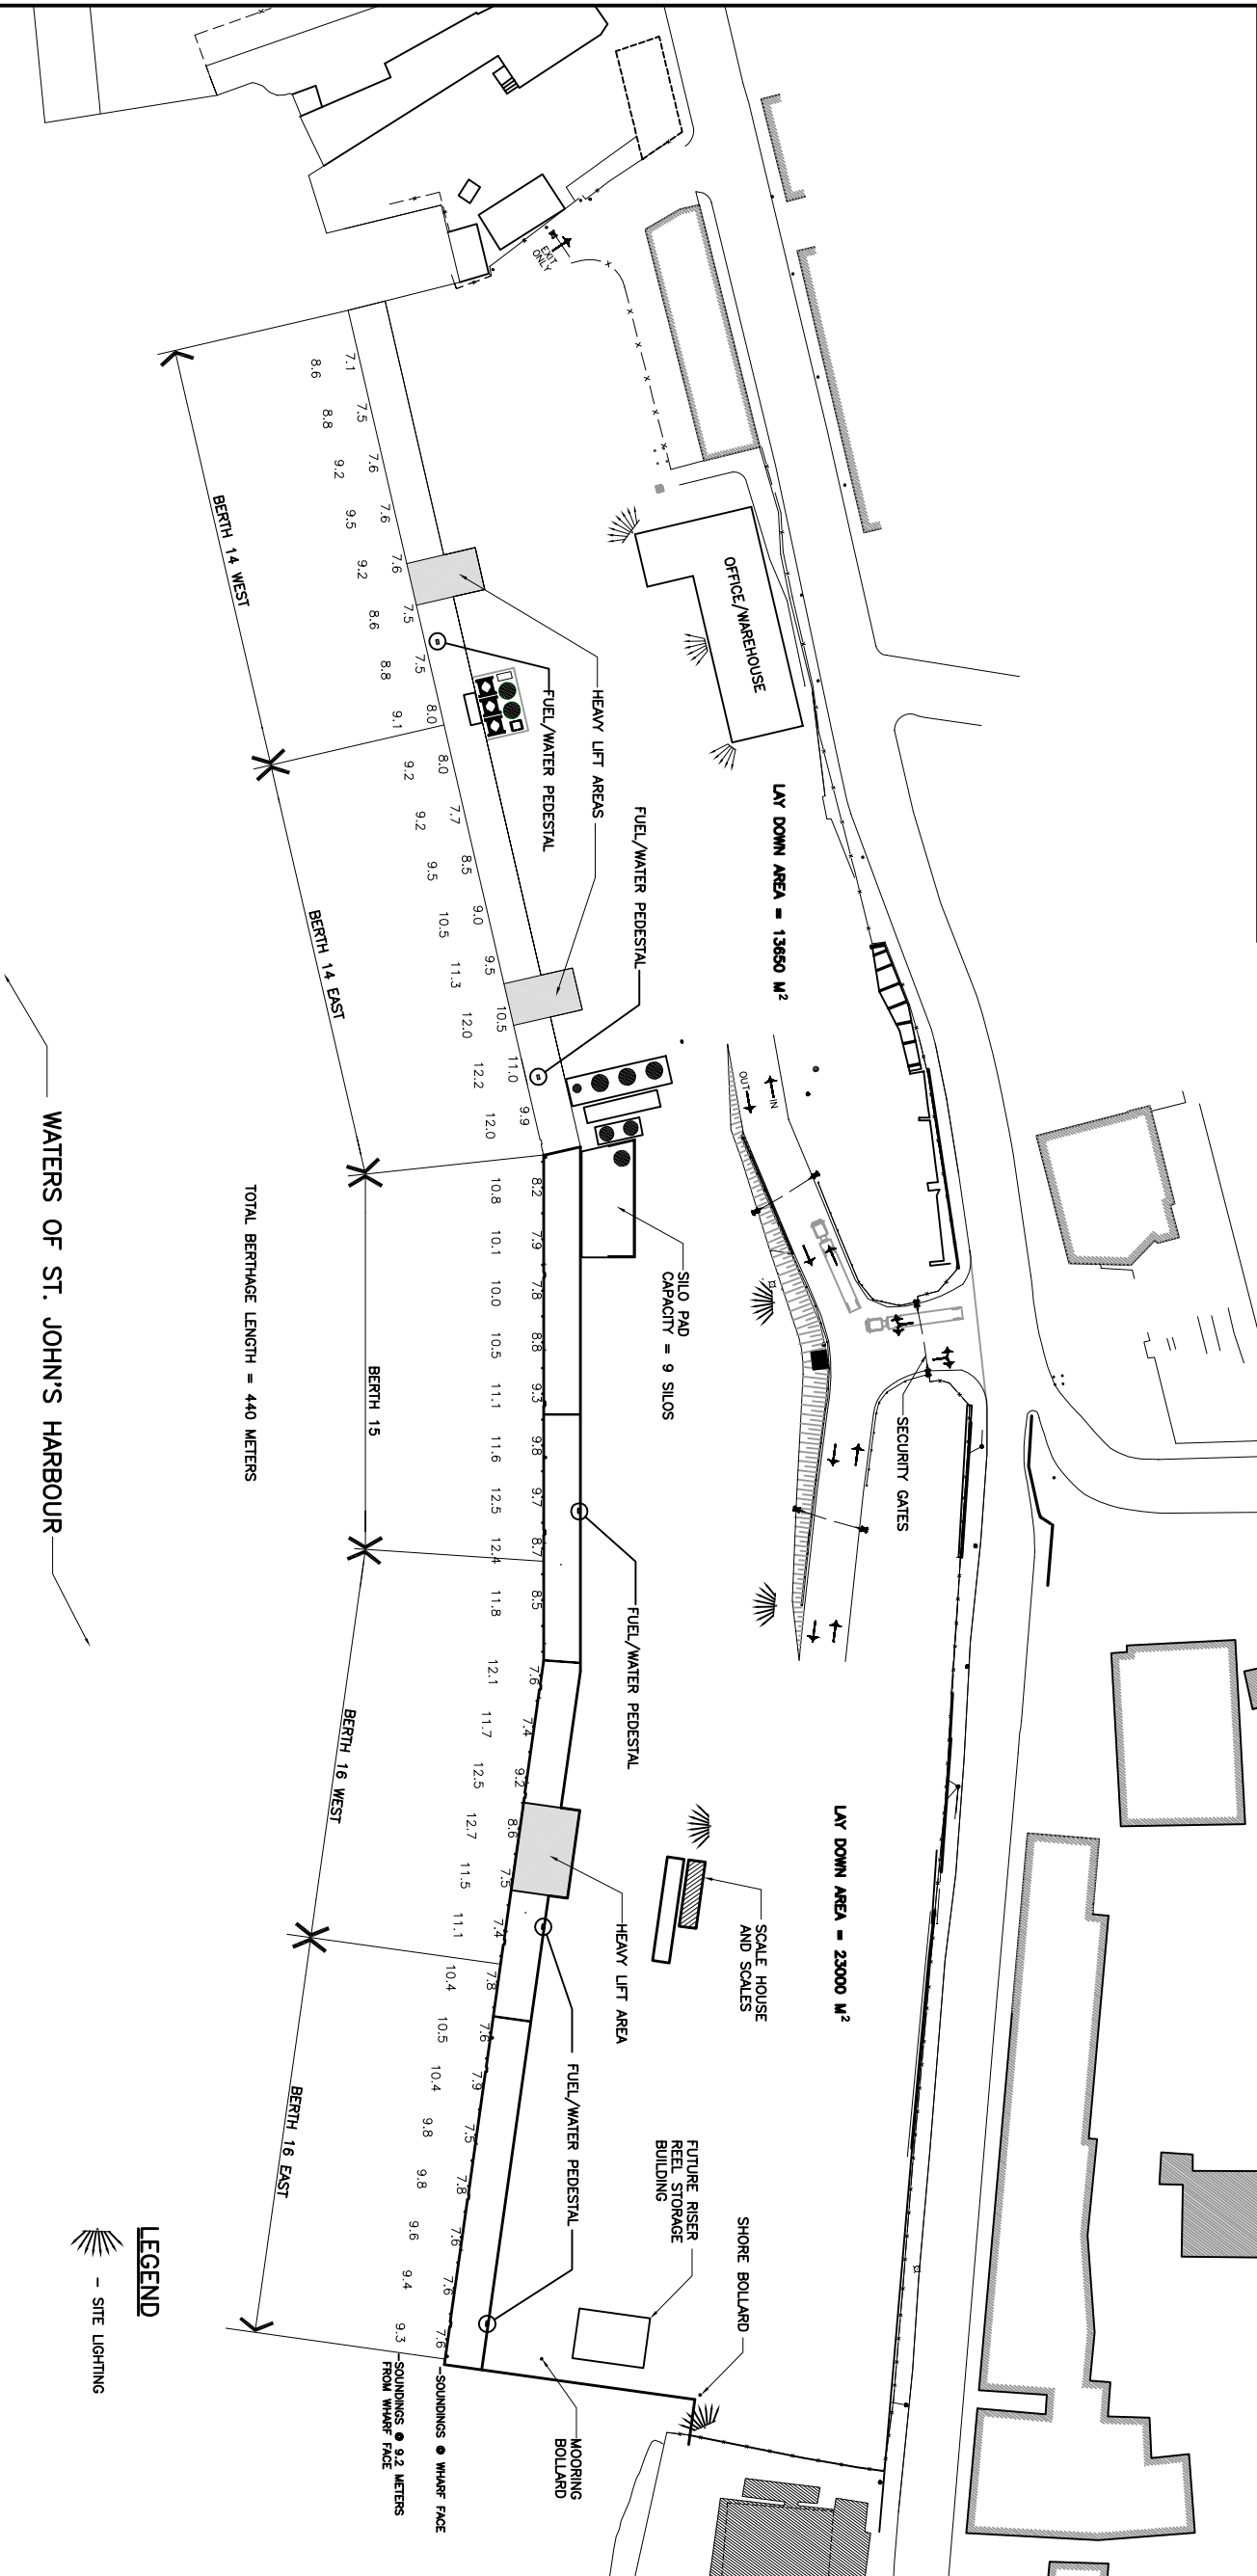 EXIT
ONLY
7.1
7.5
7.6
7.6
7.6
7.5
7.5
8.0
8.6
8.8
9.2
9.5
9.2
8.6
8.8
9.1
BERTH 14 WEST
OFFICE/WAREHOUSE
HEAVY LIFT AREAS
FUEL/WATER PEDESTAL
FUEL/WATER PEDESTAL
LAY DOWN AREA = 13650 M²
8.0
7.7
8.5
9.0
9.5
10.5
11.0
9.9
9.2
9.2
9.5
10.5
11.3
12.0
12.2
12.0
BERTH 14 EAST
IN
OUT
SILO PAD
CAPACITY = 9 SILOS
SECURITY GATES
8.2
7.9
7.8
8.8
9.3
9.8
9.7
8.7
8.5
10.8
10.1
10.0
10.5
11.1
11.6
12.5
12.4
11.8
BERTH 15
TOTAL BERTHAGE LENGTH = 440 METERS
WATERS OF ST. JOHN'S HARBOUR
FUEL/WATER PEDESTAL
7.6
7.4
9.2
8.6
7.5
7.4
12.1
11.7
12.5
12.7
11.5
11.1
BERTH 16 WEST
LAY DOWN AREA = 23000 M²
SCALE HOUSE
AND SCALES
HEAVY LIFT AREA
FUEL/WATER PEDESTAL
7.8
7.6
7.9
7.5
7.8
7.6
7.6
7.6
10.4
10.5
10.4
9.8
9.8
9.6
9.4
9.3
BERTH 16 EAST
FUTURE RISER
REEL STORAGE
BUILDING
SHORE BOLLARD
MOORING
BOLLARD
SOUNDINGS @ WHARF FACE
SOUNDINGS @ 9.2 METERS
FROM WHARF FACE
LEGEND
- SITE LIGHTING